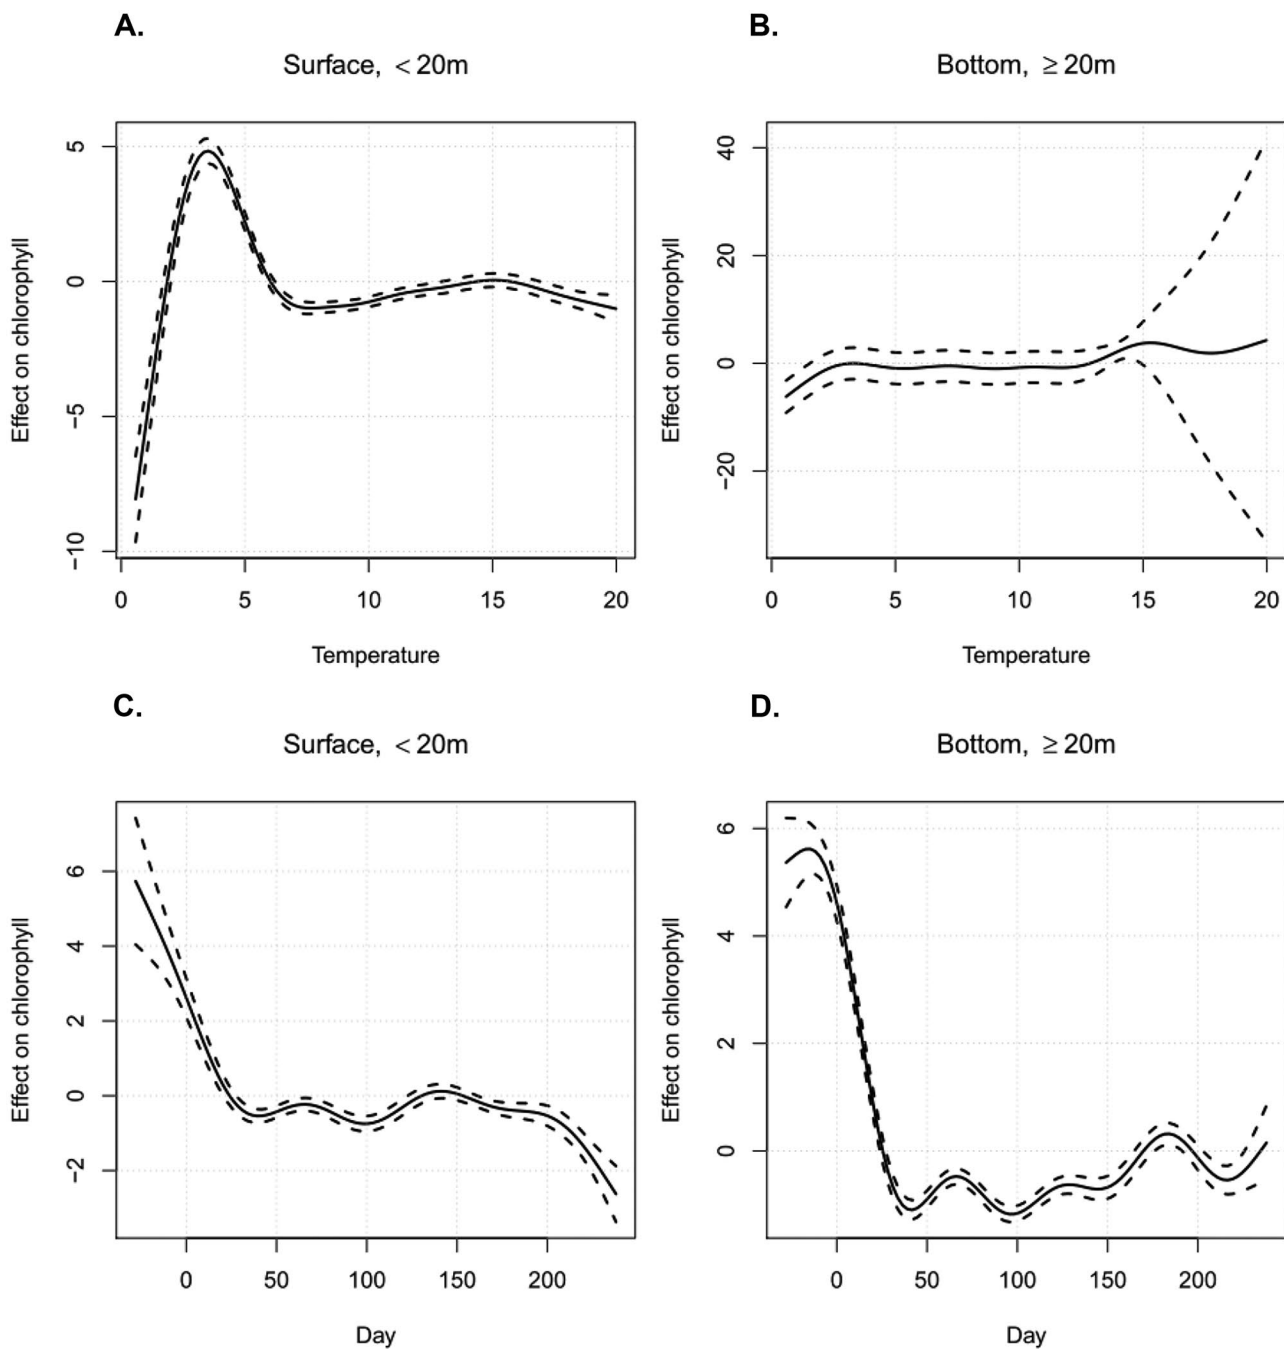 A.
Surface, < 20m
Effect on chlorophyll
5
0
−5
−10
0 5 10 15 20
Temperature
B.
Bottom, ≥ 20m
Effect on chlorophyll
40
20
0
−20
0 5 10 15 20
Temperature
C.
Surface, < 20m
Effect on chlorophyll
6
4
2
0
−2
0 50 100 150 200
Day
D.
Bottom, ≥ 20m
Effect on chlorophyll
6
4
2
0
0 50 100 150 200
Day